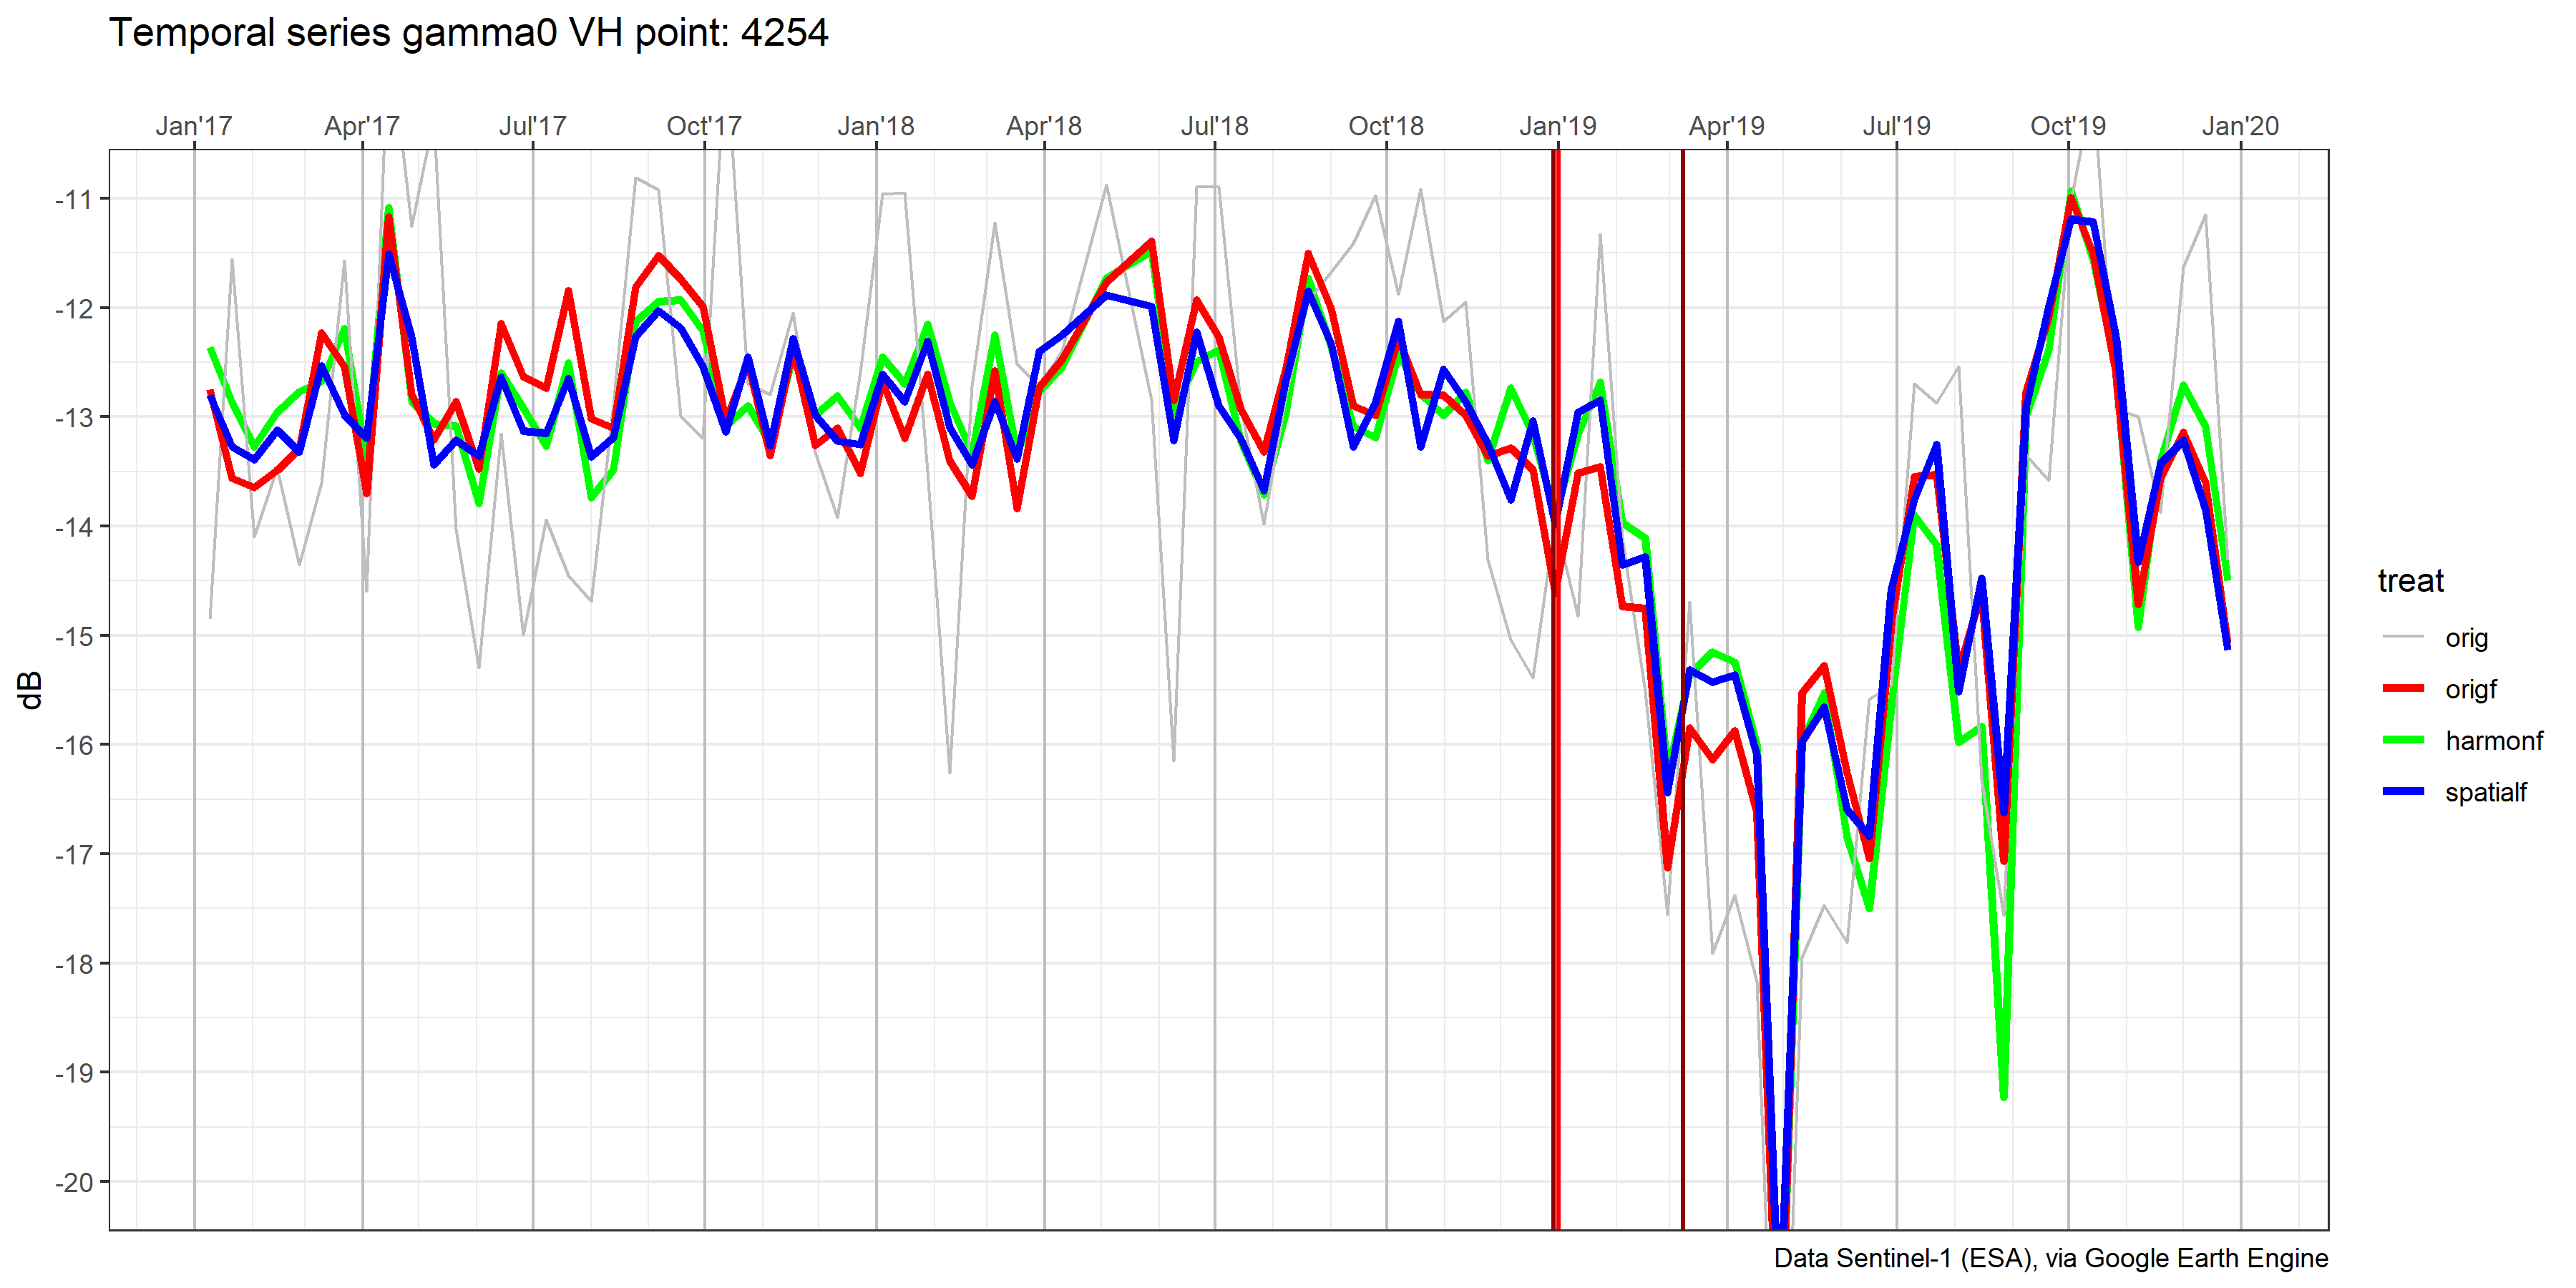 Temporal series gamma0 VH point: 4254
Jan'17 Apr'17 Jul'17 Oct'17 Jan'18 Apr'18 Jul'18 Oct'18 Jan'19 Apr'19 Jul'19 Oct'19 Jan'20
-11
-12
-13
-14
-15
-16
-17
-18
-19
-20
dB
treat
orig
origf
harmonf
spatialf
Data Sentinel-1 (ESA), via Google Earth Engine